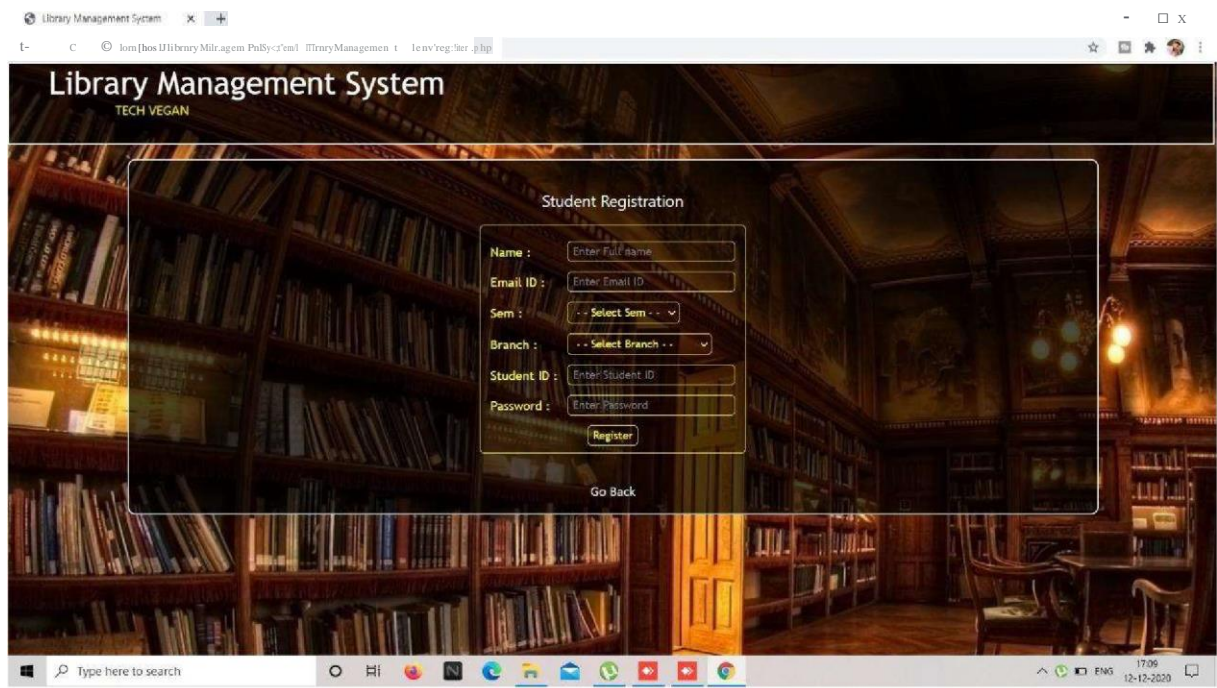 Library Management System
Library Management System
TECH VEGAN
Student Registration
Name : Enter Full name
Email ID : Enter Email ID
Sem : - - Select Sem - -
Branch : - - Select Branch - -
Student ID : Enter Student ID
Password : Enter Password
Register
Go Back
Type here to search
ENG
17:09
12-12-2020